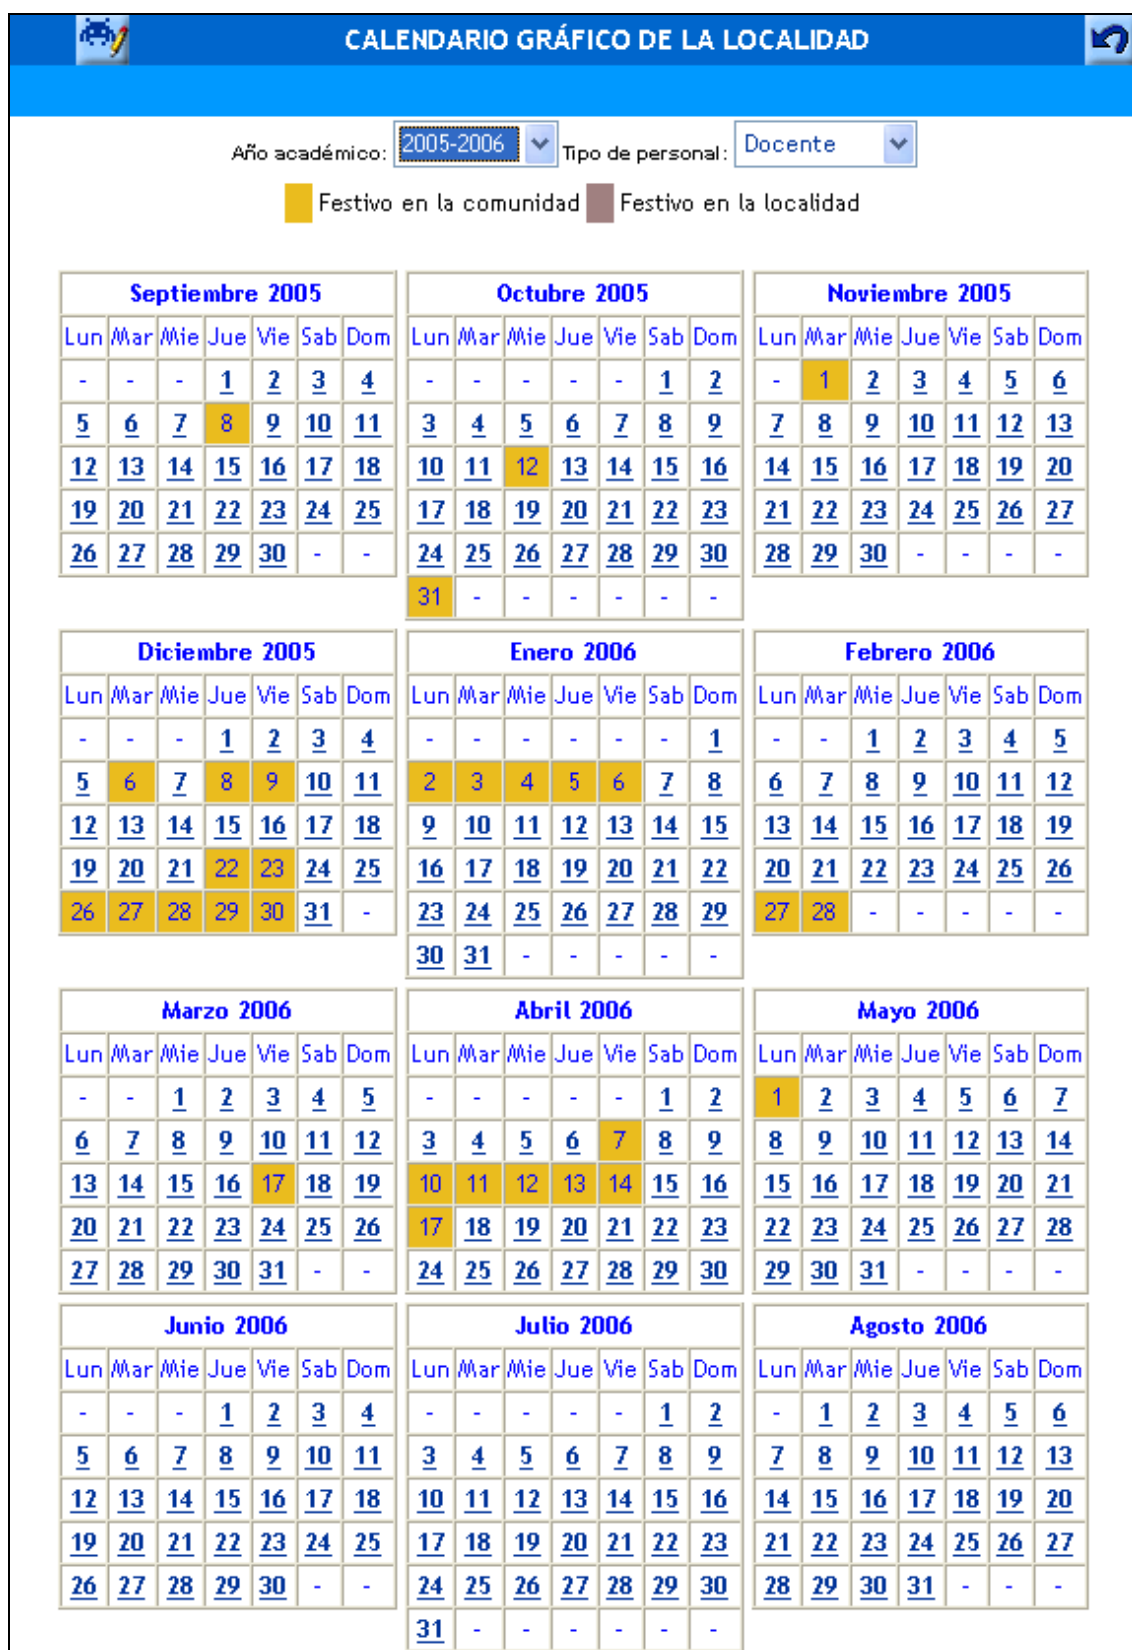 CALENDARIO GRÁFICO DE LA LOCALIDAD
Año académico: 2005-2006 Tipo de personal: Docente
Festivo en la comunidad Festivo en la localidad
Septiembre 2005 Octubre 2005 Noviembre 2005
Lun Mar Mie Jue Vie Sab Dom Lun Mar Mie Jue Vie Sab Dom Lun Mar Mie Jue Vie Sab Dom
- - - 1 2 3 4 - - - - - 1 2 - 1 2 3 4 5 6
5 6 7 8 9 10 11 3 4 5 6 7 8 9 7 8 9 10 11 12 13
12 13 14 15 16 17 18 10 11 12 13 14 15 16 14 15 16 17 18 19 20
19 20 21 22 23 24 25 17 18 19 20 21 22 23 21 22 23 24 25 26 27
26 27 28 29 30 - - 24 25 26 27 28 29 30 28 29 30 - - - -
31 - - - - - -
Diciembre 2005 Enero 2006 Febrero 2006
Lun Mar Mie Jue Vie Sab Dom Lun Mar Mie Jue Vie Sab Dom Lun Mar Mie Jue Vie Sab Dom
- - - 1 2 3 4 - - - - - - 1 - - 1 2 3 4 5
5 6 7 8 9 10 11 2 3 4 5 6 7 8 6 7 8 9 10 11 12
12 13 14 15 16 17 18 9 10 11 12 13 14 15 13 14 15 16 17 18 19
19 20 21 22 23 24 25 16 17 18 19 20 21 22 20 21 22 23 24 25 26
26 27 28 29 30 31 - 23 24 25 26 27 28 29 27 28 - - - - -
30 31 - - - - -
Marzo 2006 Abril 2006 Mayo 2006
Lun Mar Mie Jue Vie Sab Dom Lun Mar Mie Jue Vie Sab Dom Lun Mar Mie Jue Vie Sab Dom
- - 1 2 3 4 5 - - - - - 1 2 1 2 3 4 5 6 7
6 7 8 9 10 11 12 3 4 5 6 7 8 9 8 9 10 11 12 13 14
13 14 15 16 17 18 19 10 11 12 13 14 15 16 15 16 17 18 19 20 21
20 21 22 23 24 25 26 17 18 19 20 21 22 23 22 23 24 25 26 27 28
27 28 29 30 31 - - 24 25 26 27 28 29 30 29 30 31 - - - -
Junio 2006 Julio 2006 Agosto 2006
Lun Mar Mie Jue Vie Sab Dom Lun Mar Mie Jue Vie Sab Dom Lun Mar Mie Jue Vie Sab Dom
- - - 1 2 3 4 - - - - - 1 2 - 1 2 3 4 5 6
5 6 7 8 9 10 11 3 4 5 6 7 8 9 7 8 9 10 11 12 13
12 13 14 15 16 17 18 10 11 12 13 14 15 16 14 15 16 17 18 19 20
19 20 21 22 23 24 25 17 18 19 20 21 22 23 21 22 23 24 25 26 27
26 27 28 29 30 - - 24 25 26 27 28 29 30 28 29 30 31 - - -
31 - - - - - -